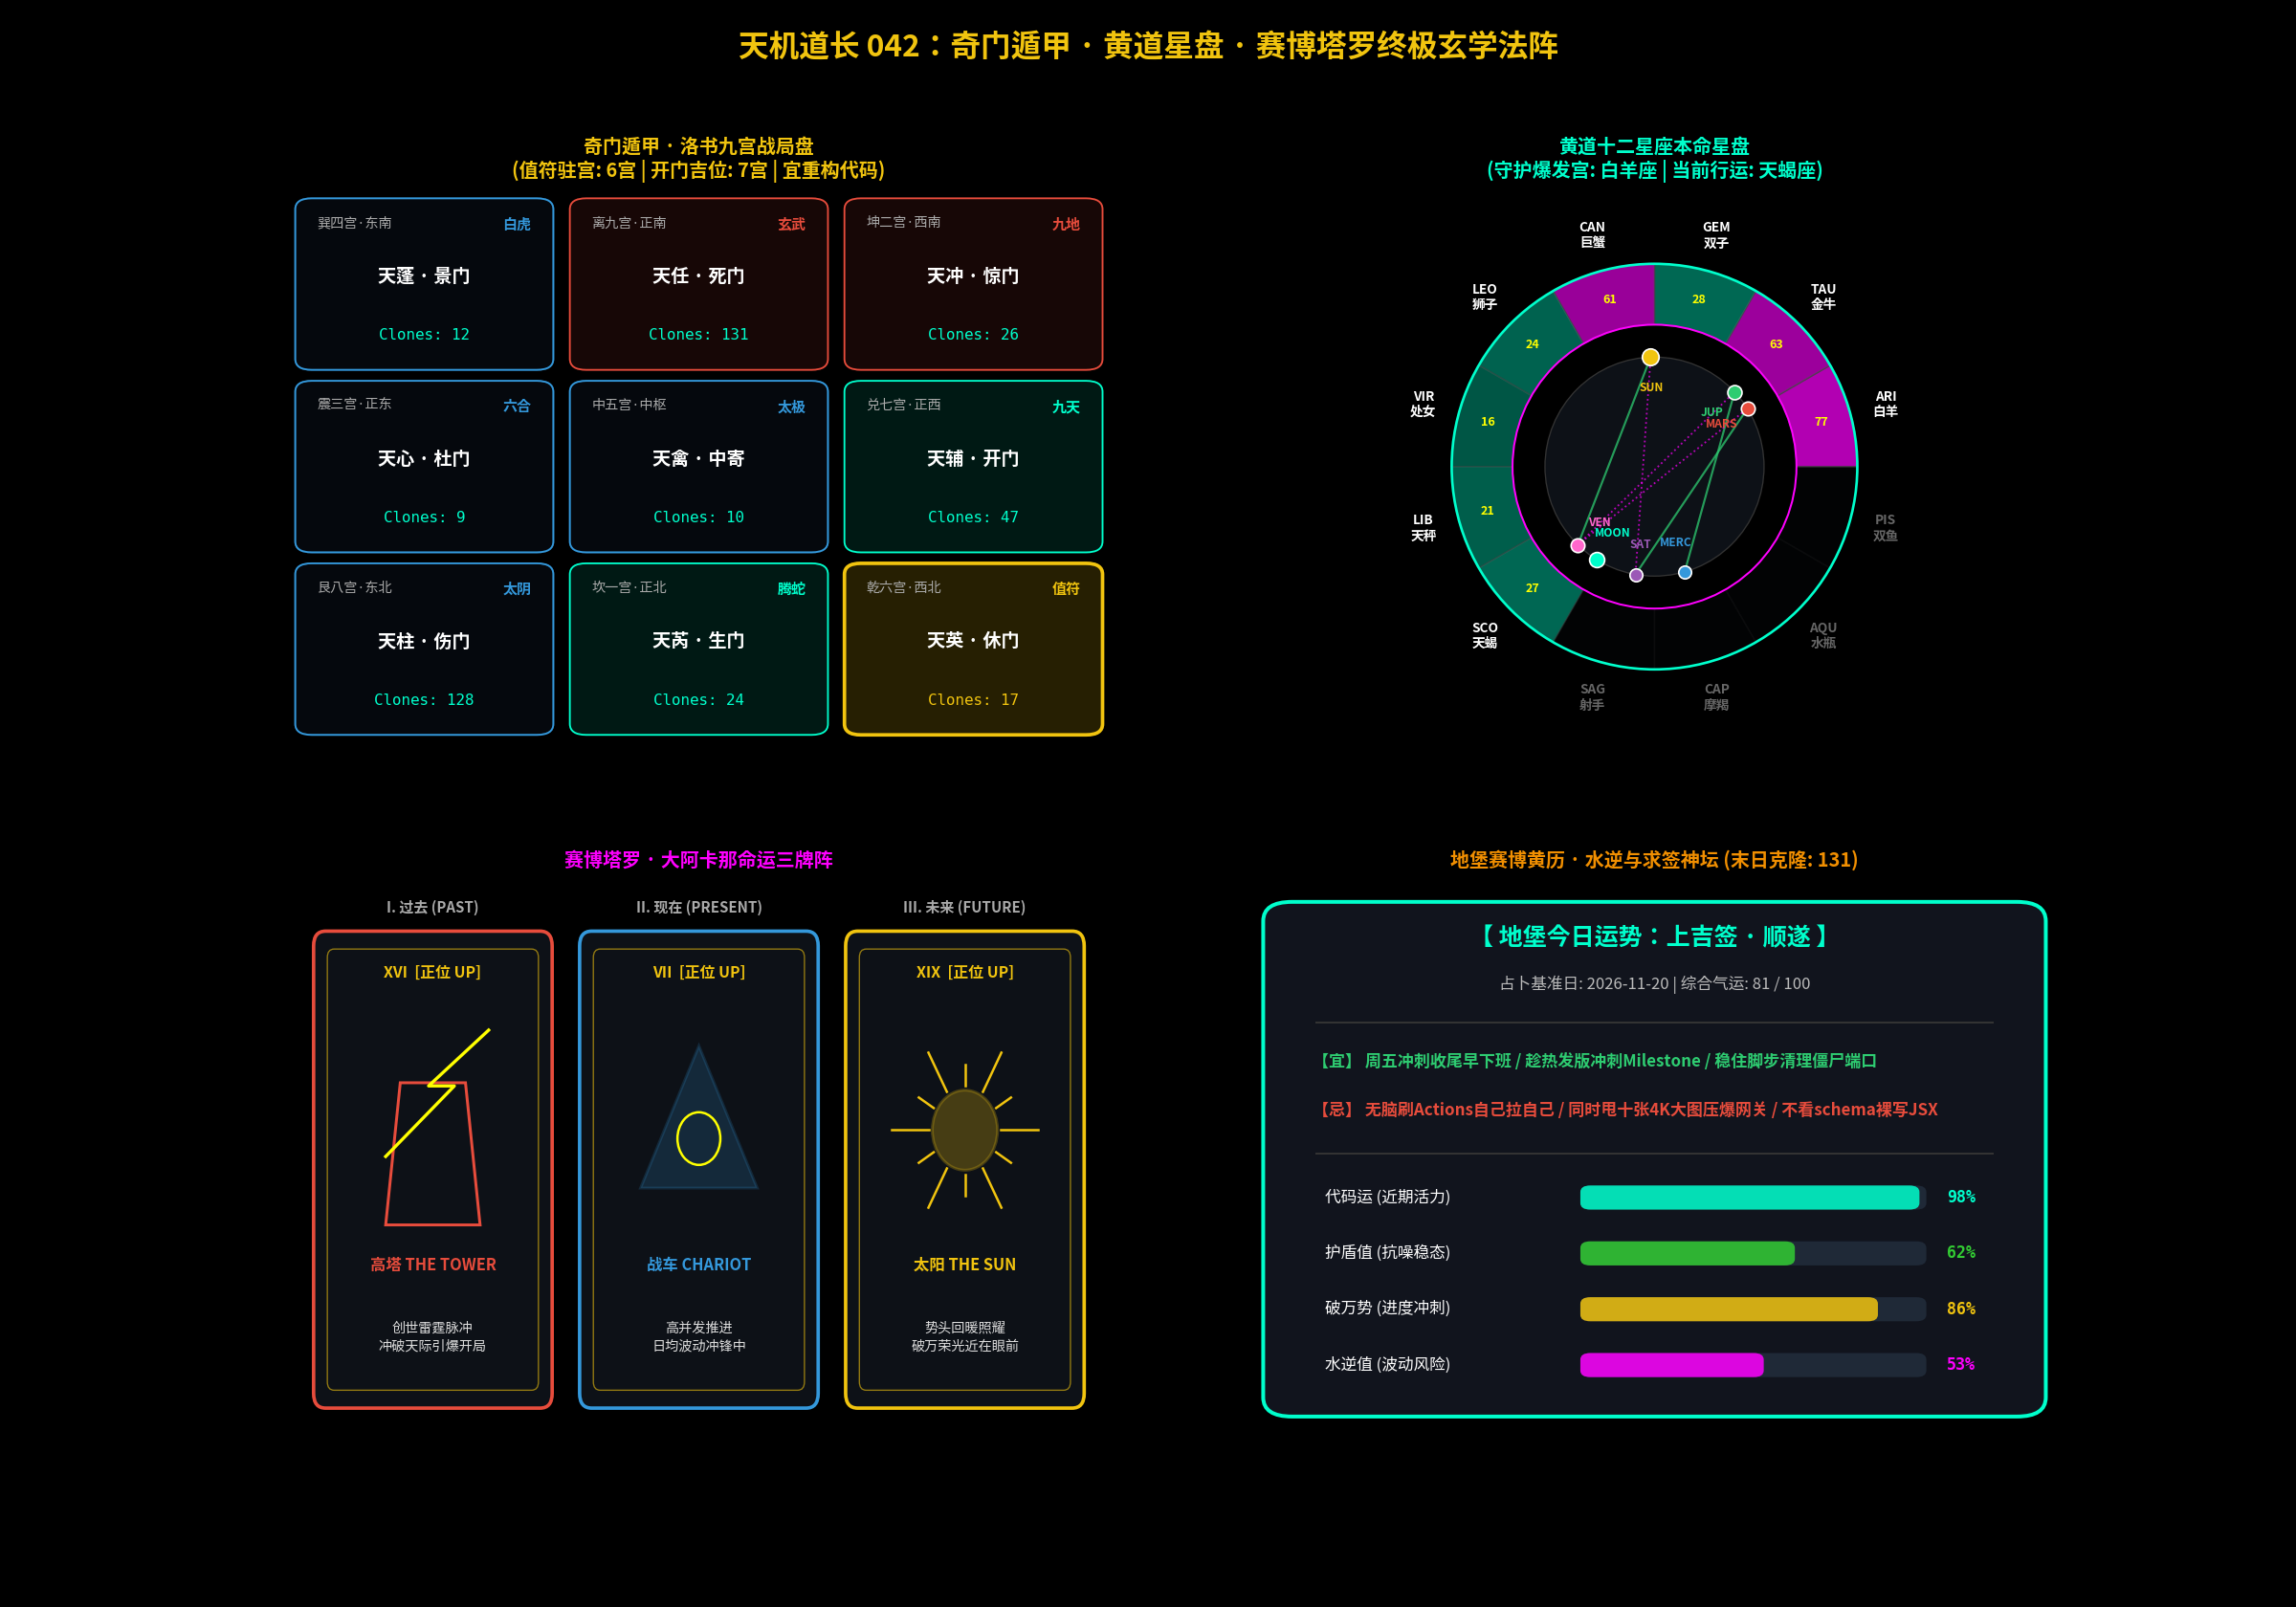 天机道长 042：奇门遁甲 · 黄道星盘 · 赛博塔罗终极玄学法阵
奇门遁甲 · 洛书九宫战局盘
(值符驻宫: 6宫 | 开门吉位: 7宫 | 宜重构代码)
巽四宫·东南
白虎
天蓬 · 景门
Clones: 12
离九宫·正南
玄武
天任 · 死门
Clones: 131
坤二宫·西南
九地
天冲 · 惊门
Clones: 26
震三宫·正东
六合
天心 · 杜门
Clones: 9
中五宫·中枢
太极
天禽 · 中寄
Clones: 10
兑七宫·正西
九天
天辅 · 开门
Clones: 47
艮八宫·东北
太阴
天柱 · 伤门
Clones: 128
坎一宫·正北
腾蛇
天芮 · 生门
Clones: 24
乾六宫·西北
值符
天英 · 休门
Clones: 17
黄道十二星座本命星盘
(守护爆发宫: 白羊座 | 当前行运: 天蝎座)
CAN
巨蟹
GEM
双子
LEO
狮子
TAU
金牛
61
28
24
63
SUN
VIR
处女
ARI
白羊
JUP
MARS
16
77
21
LIB
天秤
PIS
双鱼
VEN
MOON
SAT
MERC
27
SCO
天蝎
AQU
水瓶
SAG
射手
CAP
摩羯
赛博塔罗 · 大阿卡那命运三牌阵
I. 过去 (PAST)
XVI [正位 UP]
高塔 THE TOWER
创世雷霆脉冲
冲破天际引爆开局
II. 现在 (PRESENT)
VII [正位 UP]
战车 CHARIOT
高并发推进
日均波动冲锋中
III. 未来 (FUTURE)
XIX [正位 UP]
太阳 THE SUN
势头回暖照耀
破万荣光近在眼前
地堡赛博黄历 · 水逆与求签神坛 (末日克隆: 131)
【 地堡今日运势：上吉签 · 顺遂 】
占卜基准日: 2026-11-20 | 综合气运: 81 / 100
【宜】 周五冲刺收尾早下班 / 趁热发版冲刺Milestone / 稳住脚步清理僵尸端口
【忌】 无脑刷Actions自己拉自己 / 同时甩十张4K大图压爆网关 / 不看schema裸写JSX
代码运 (近期活力)
98%
护盾值 (抗噪稳态)
62%
破万势 (进度冲刺)
86%
水逆值 (波动风险)
53%